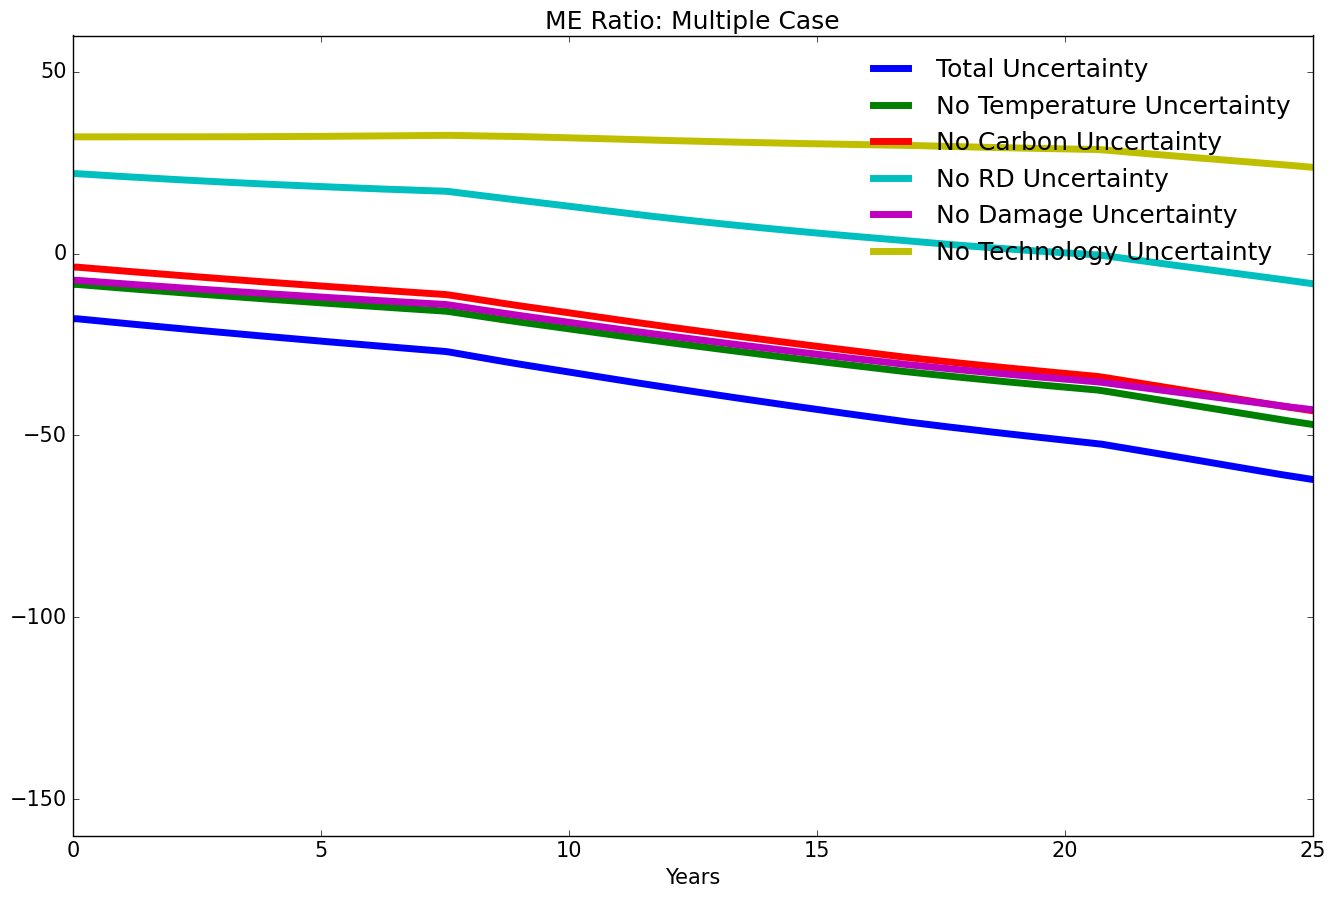 ME Ratio: Multiple Case
50
0
−50
−100
−150
Total Uncertainty
No Temperature Uncertainty
No Carbon Uncertainty
No RD Uncertainty
No Damage Uncertainty
No Technology Uncertainty
0 5 10 15 20 25
Years